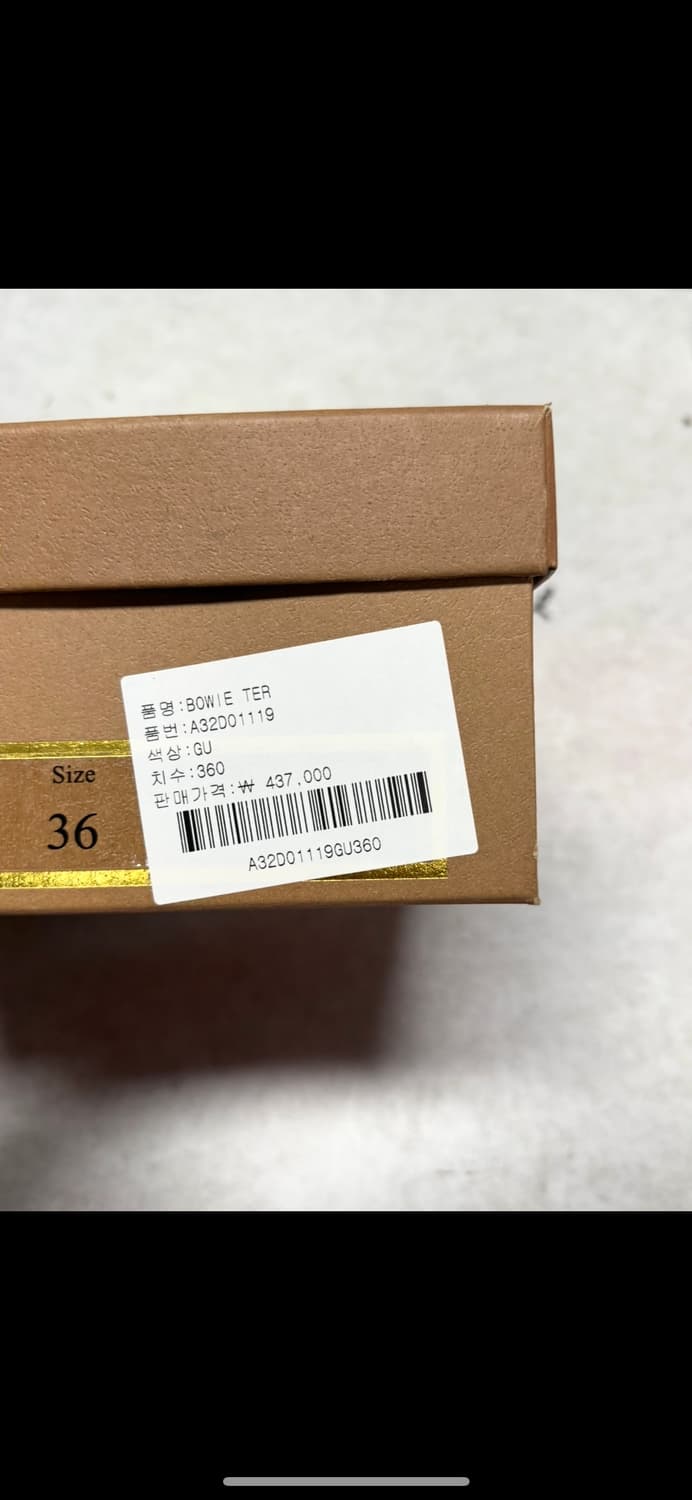 품명:BOWIE TER
품번:A32D01119
색상:GU
치수:360
판매가격:₩ 437,000
A32D01119GU360
Size
36